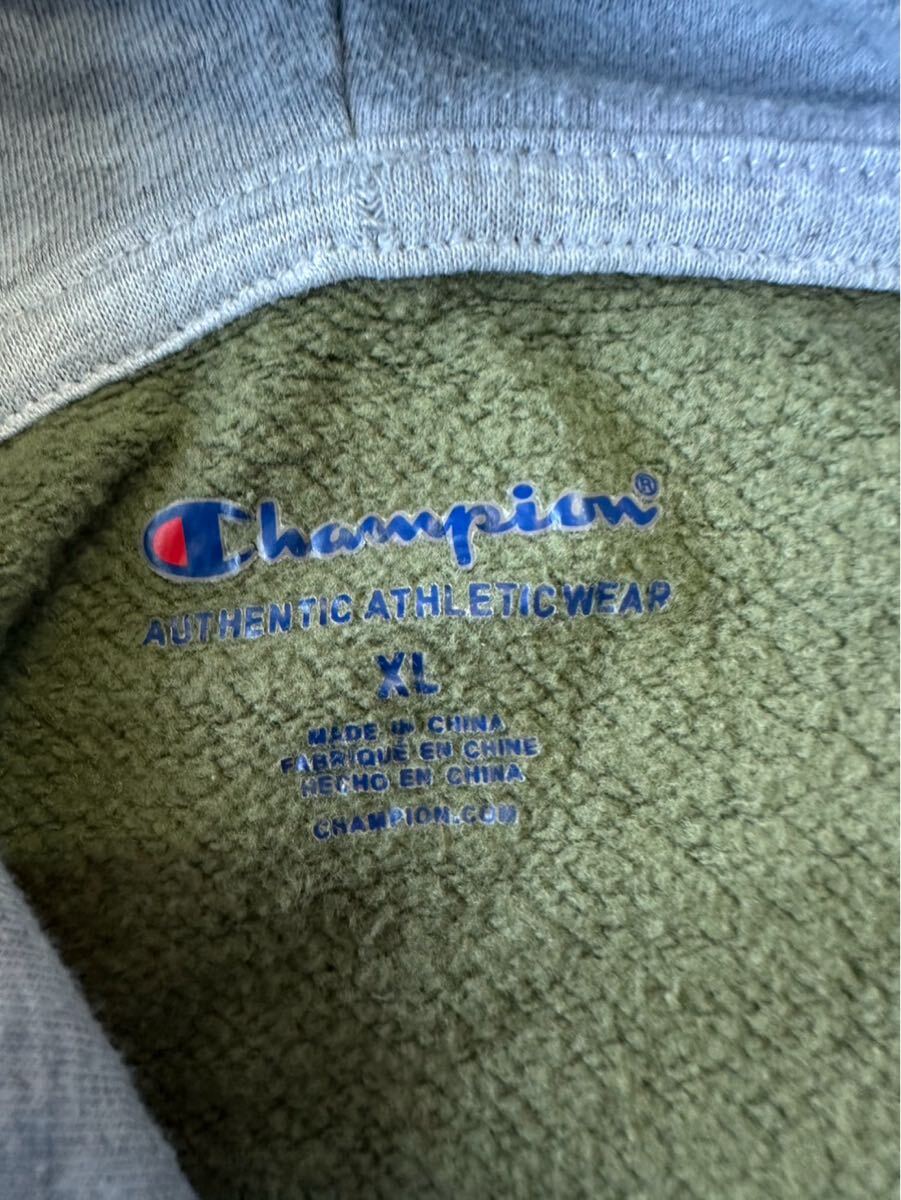 Champion®
AUTHENTIC ATHLETICWEAR
XL
MADE IN CHINA
FABRIQUÉ EN CHINE
HECHO EN CHINA
CHAMPION.COM